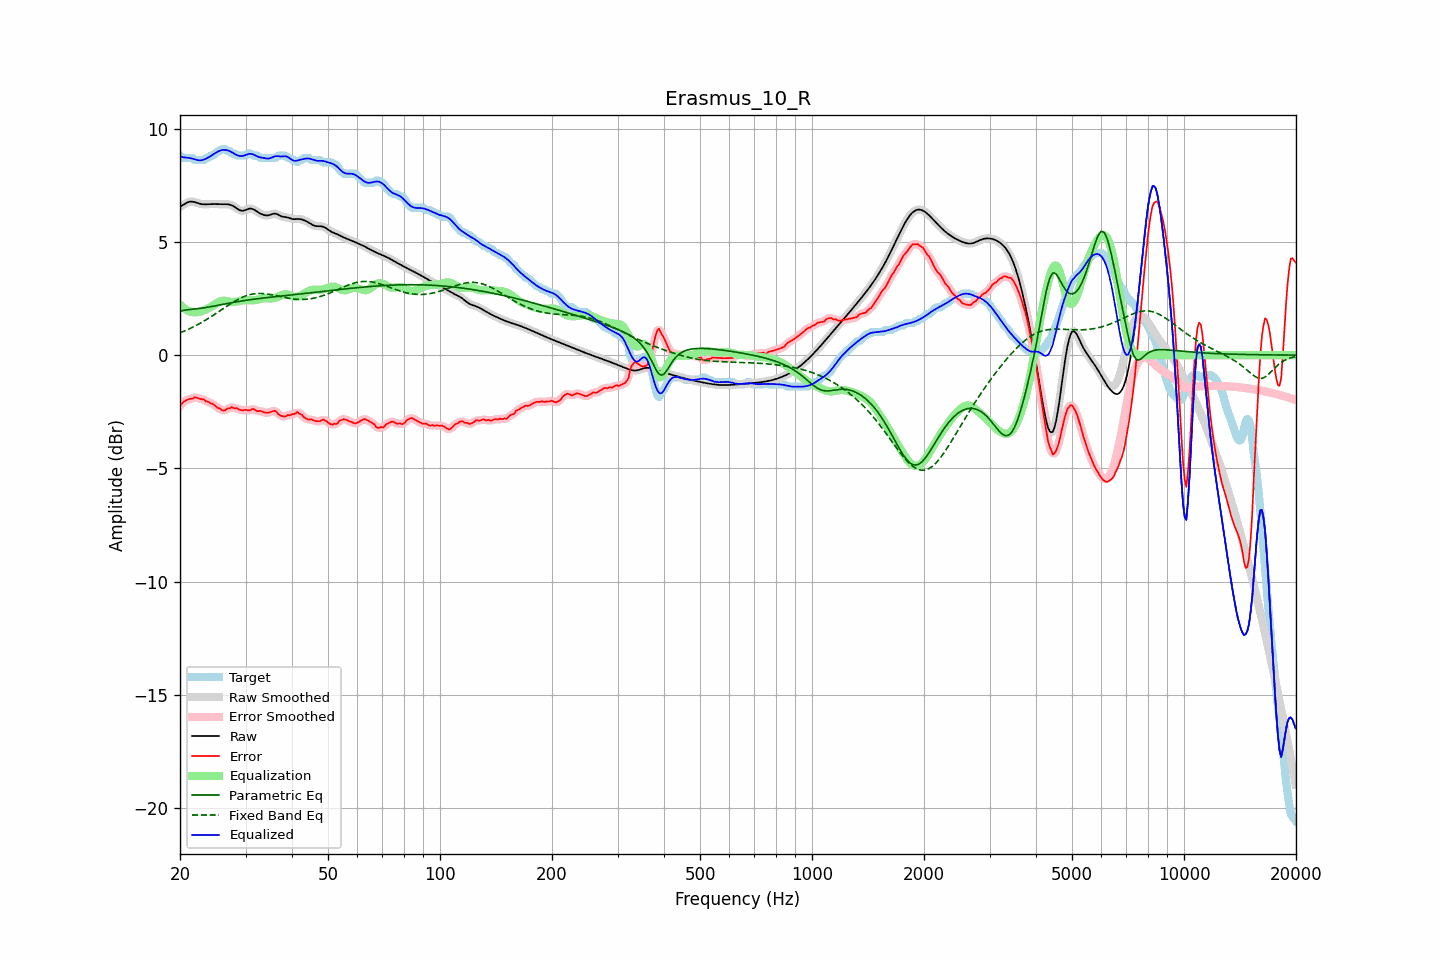 Erasmus_10_R
10
5
0
−5
−10
−15
−20
Amplitude (dBr)
Target
Raw Smoothed
Error Smoothed
Raw
Error
Equalization
Parametric Eq
Fixed Band Eq
Equalized
20 50 100 200 500 1000 2000 5000 10000 20000
Frequency (Hz)